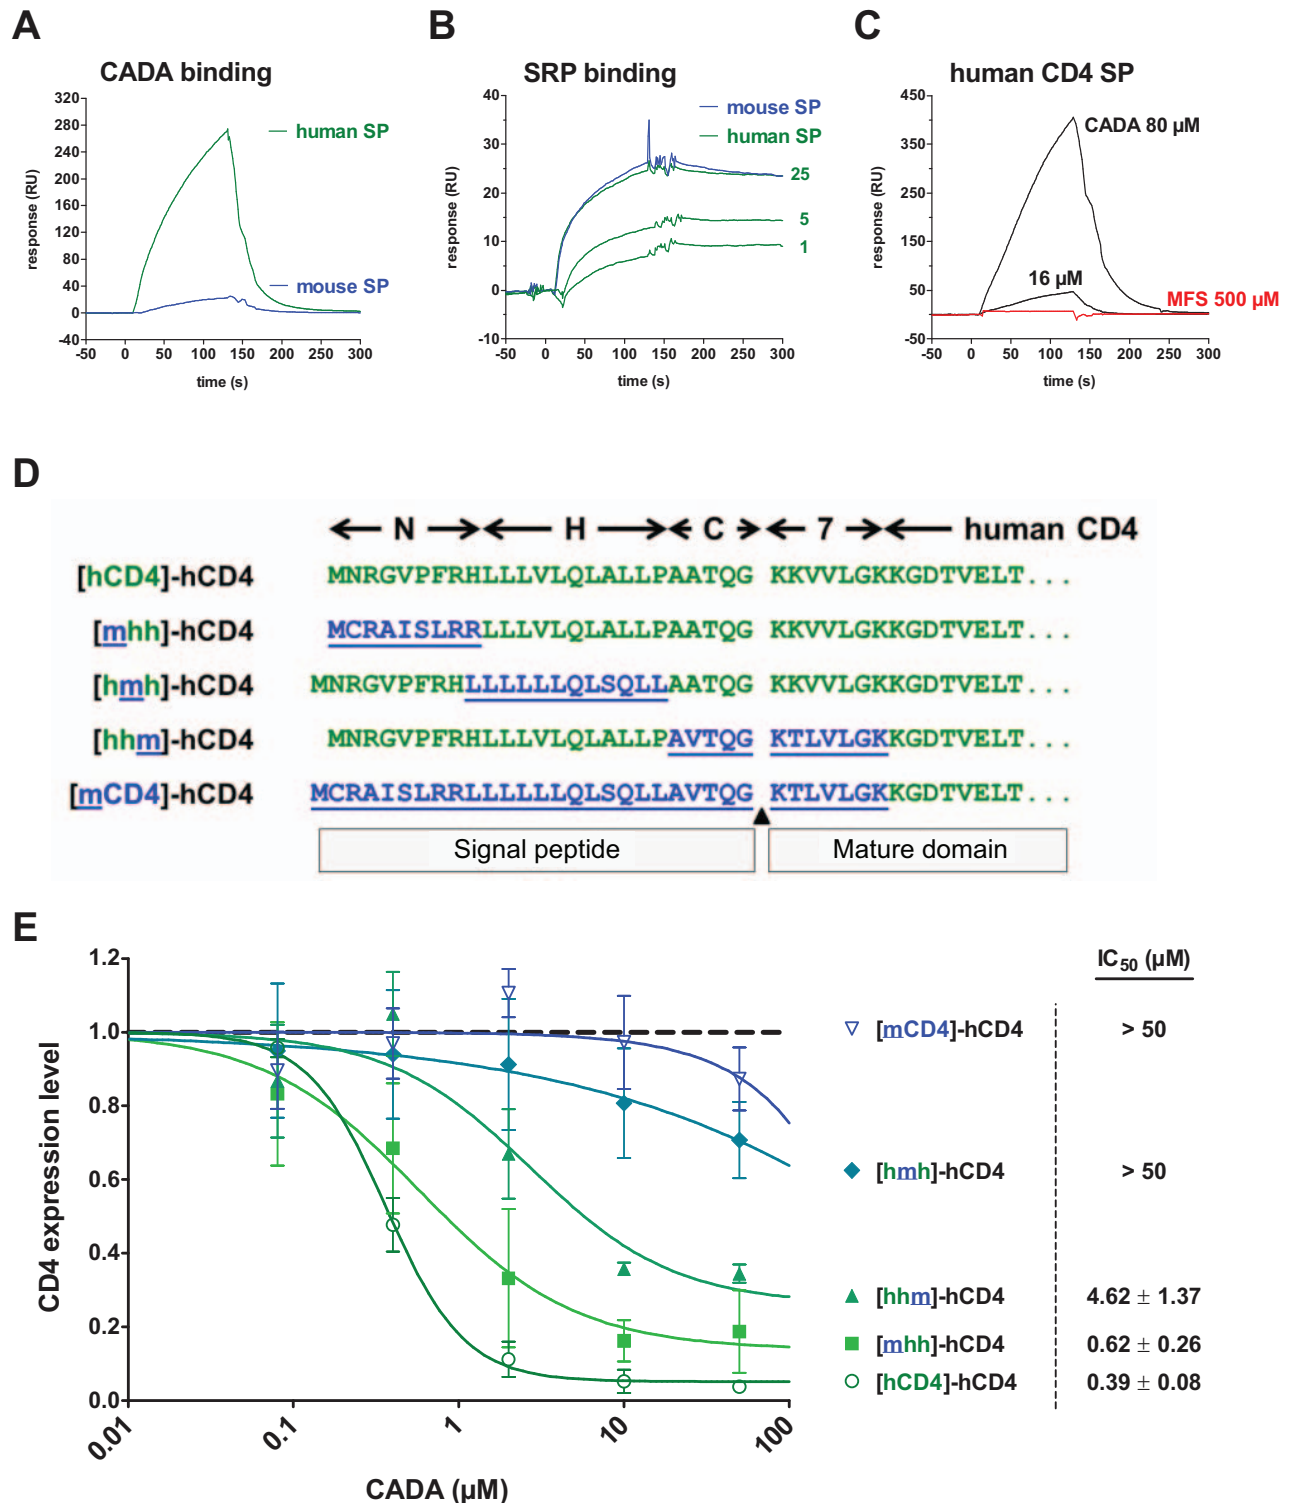 A
CADA binding
320
280
240
200
160
120
80
40
0
-40
response (RU)
human SP
mouse SP
-50 0 50 100 150 200 250 300
time (s)
B
SRP binding
40
30
20
10
0
-10
response (RU)
mouse SP
human SP
25
5
1
-50 0 50 100 150 200 250 300
time (s)
C
human CD4 SP
450
350
250
150
50
-50
response (RU)
CADA 80 µM
16 µM
MFS 500 µM
-50 0 50 100 150 200 250 300
time (s)
D
N H C 7 human CD4
[hCD4]-hCD4 MNRGVPFRHLLLVLQLALLPAATQG KKVVLGKKGDTVELT...
[mhh]-hCD4 MCRAISLRRLLLVLQLALLPAATQG KKVVLGKKGDTVELT...
[hmh]-hCD4 MNRGVPFRHLLLLLLQLSQLLAATQG KKVVLGKKGDTVELT...
[hhm]-hCD4 MNRGVPFRHLLLVLQLALLPAVTQG KTLVLGKKGDTVELT...
[mCD4]-hCD4 MCRAISLRRLLLLLLQLSQLLAVTQG KTLVLGKKGDTVELT...
Signal peptide Mature domain
E
1.2
1.0
0.8
0.6
0.4
0.2
0.0
CD4 expression level
0.01 0.1 1 10 100
CADA (µM)
IC50 (µM)
[mCD4]-hCD4 > 50
[hmh]-hCD4 > 50
[hhm]-hCD4 4.62 ± 1.37
[mhh]-hCD4 0.62 ± 0.26
[hCD4]-hCD4 0.39 ± 0.08